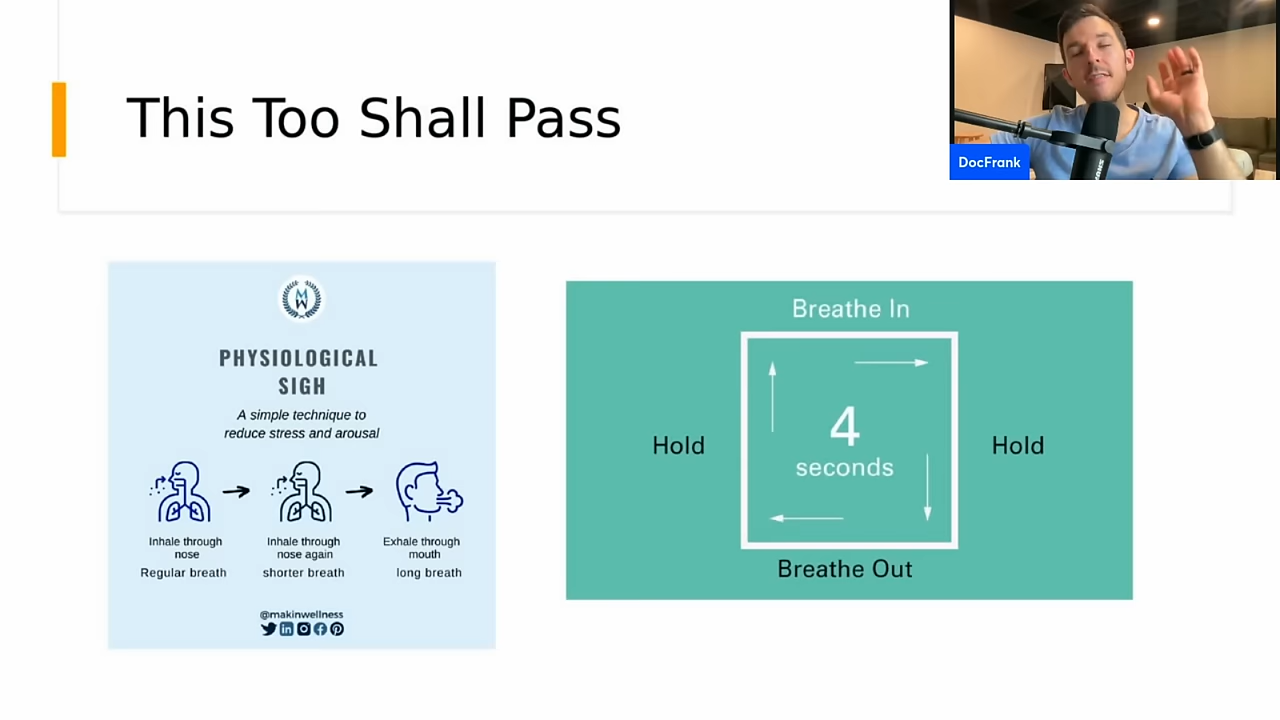 This Too Shall Pass
DocFrank
MW
PHYSIOLOGICAL
SIGH
A simple technique to
reduce stress and arousal
Inhale through
nose
Regular breath
Inhale through
nose again
shorter breath
Exhale through
mouth
long breath
@makinwellness
Breathe In
Hold
4
seconds
Hold
Breathe Out